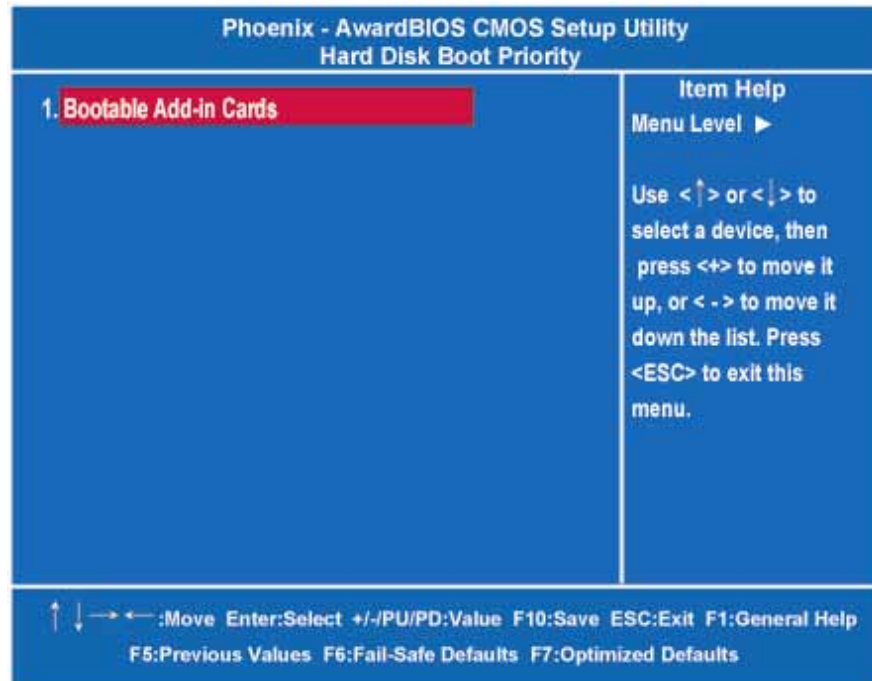 Phoenix - AwardBIOS CMOS Setup Utility
Hard Disk Boot Priority
1. Bootable Add-in Cards
Item Help
Menu Level ►
Use <↑> or <↓> to
select a device, then
press <+> to move it
up, or < - > to move it
down the list. Press
<ESC> to exit this
menu.
↑ ↓ → ← :Move Enter:Select +/-/PU/PD:Value F10:Save ESC:Exit F1:General Help
F5:Previous Values F6:Fail-Safe Defaults F7:Optimized Defaults